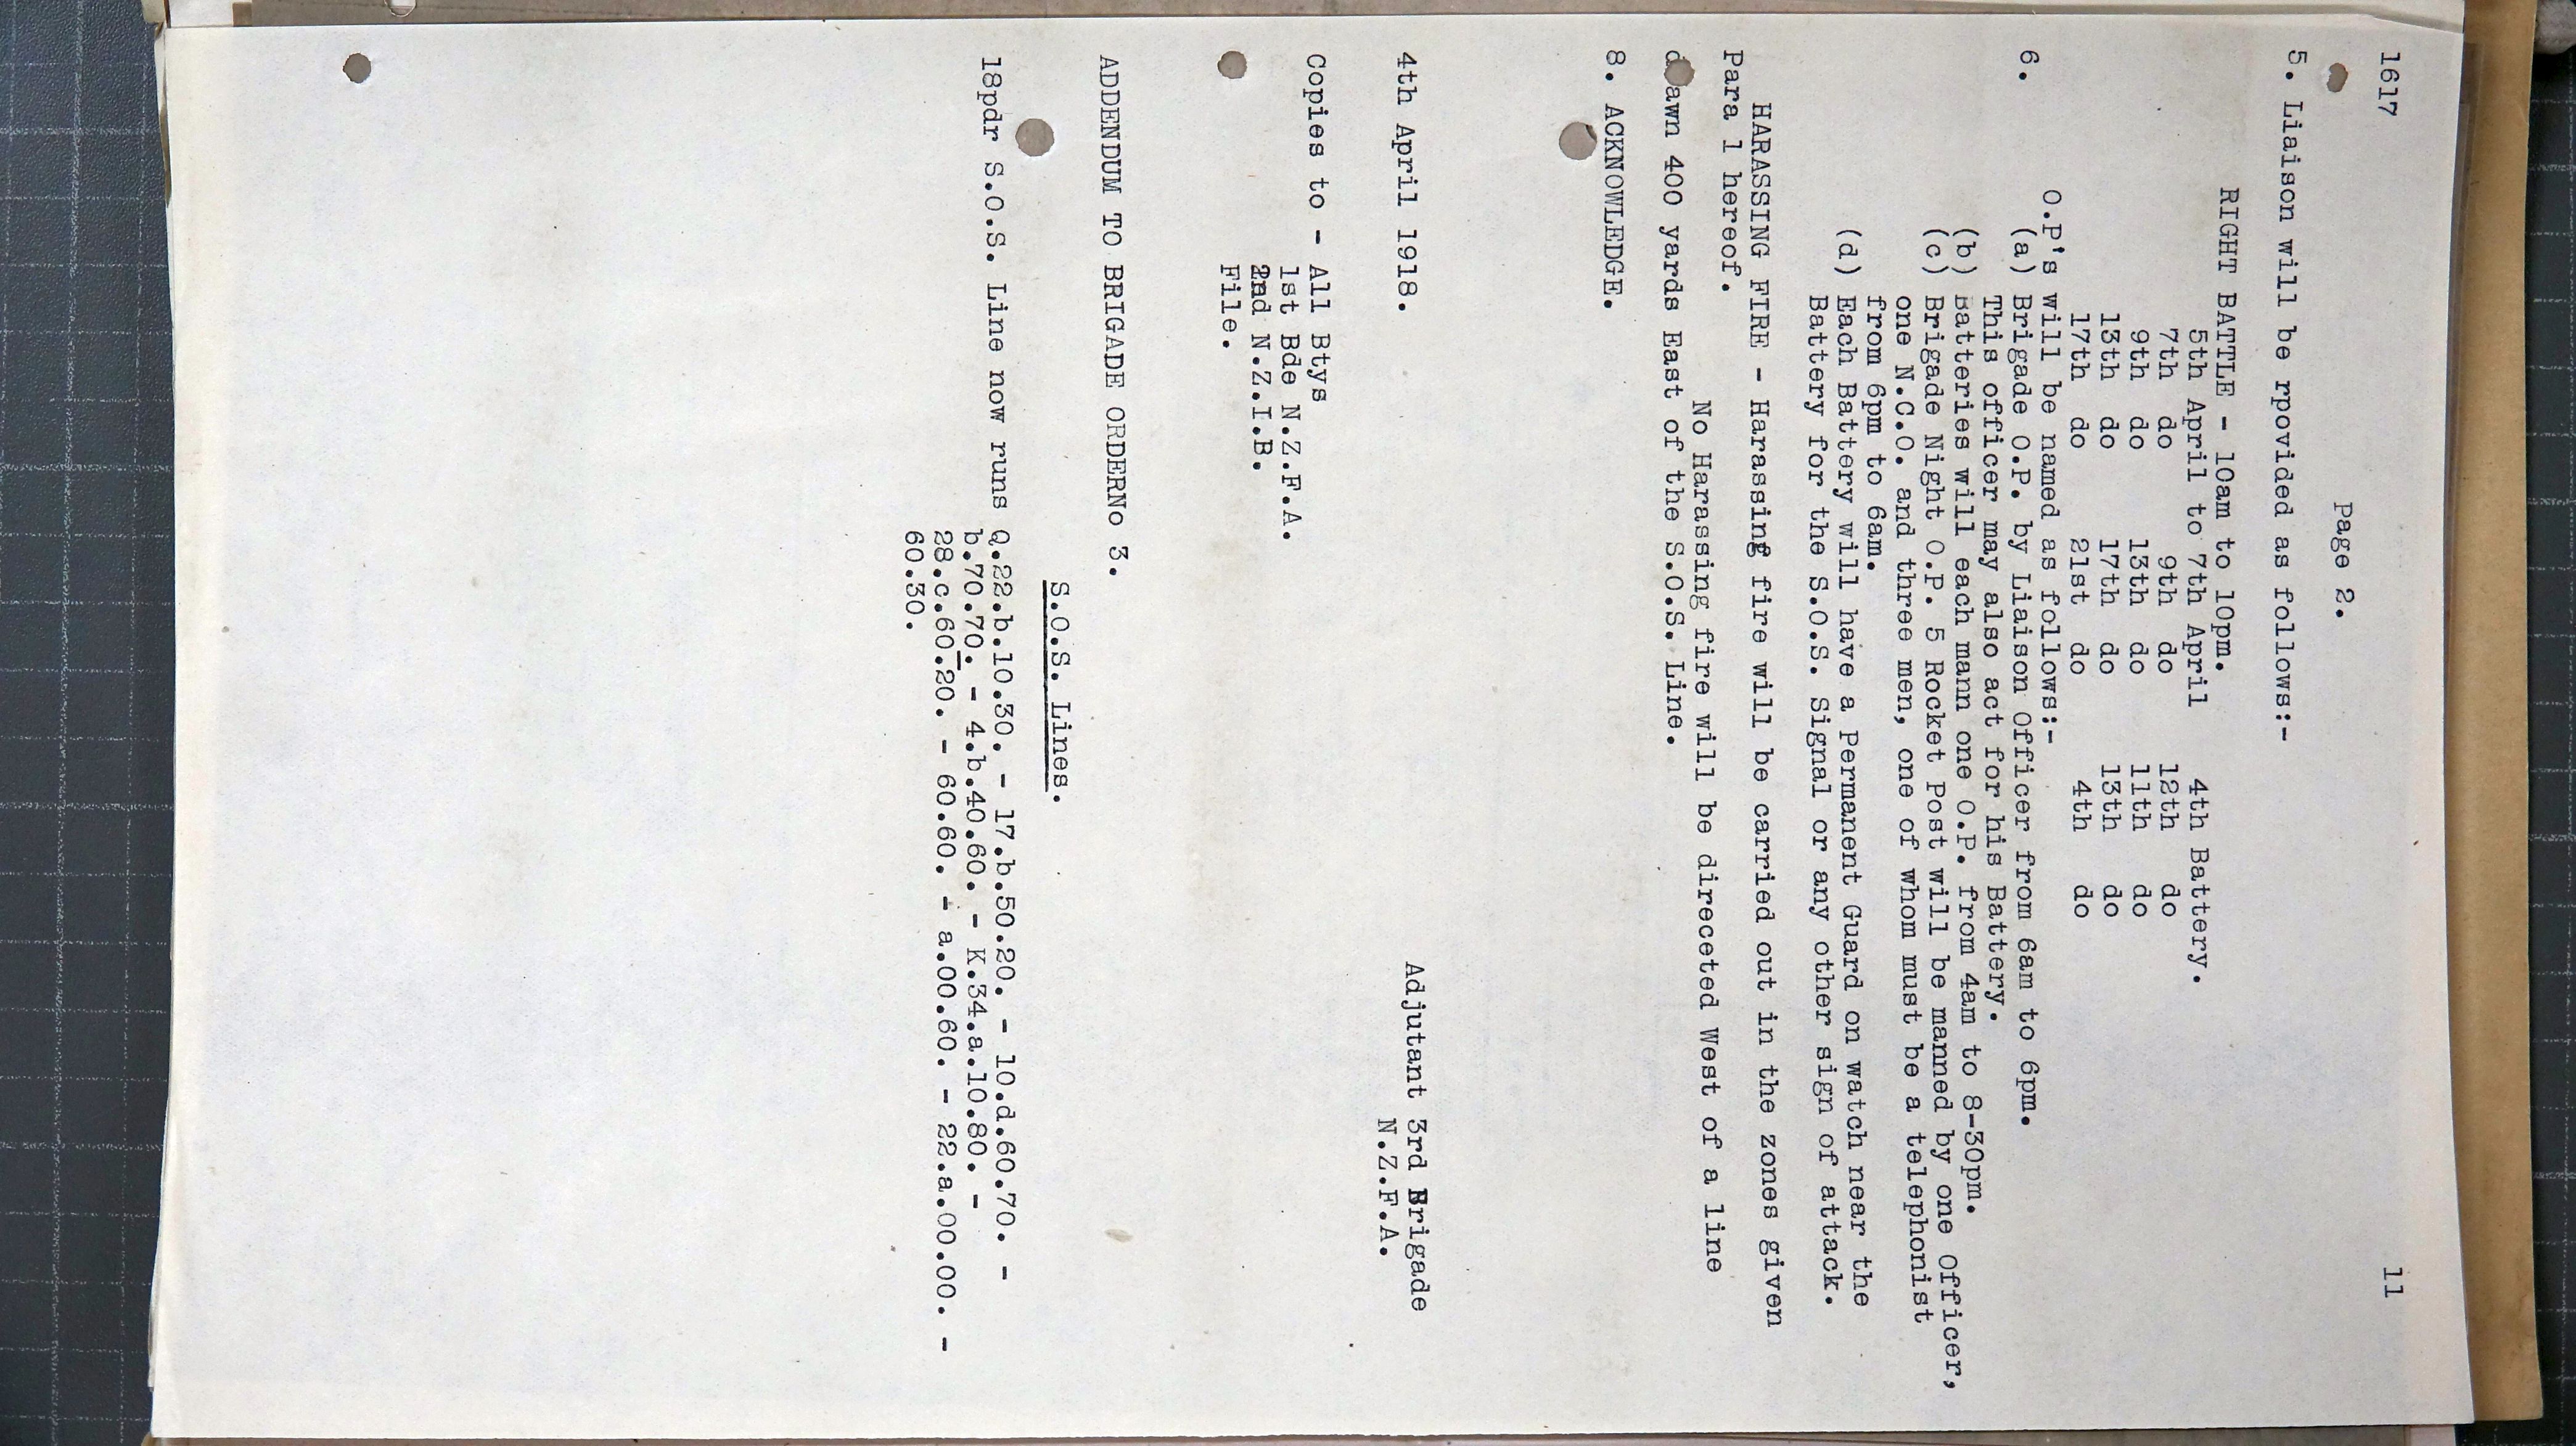 1617 11
Page 2.
5. Liaison will be rpovided as follows:-
RIGHT BATTLE - 10am to 10pm.
5th April to 7th April 4th Battery.
7th do 9th do 12th do
9th do 13th do 11th do
13th do 17th do 13th do
17th do 21st do 4th do
6. O.P's will be named as follows:-
(a) Brigade O.P. by Liaison Officer from 6am to 6pm.
This officer may also act for his Battery.
(b) Batteries will each mann one O.P. from 4am to 8-30pm.
(c) Brigade Night O.P. 5 Rocket Post will be manned by one Officer,
one N.C.O. and three men, one of whom must be a telephonist
from 6pm to 6am.
(d) Each Battery will have a Permanent Guard on watch near the
Battery for the S.O.S. Signal or any other sign of attack.
HARASSING FIRE - Harassing fire will be carried out in the zones given
Para 1 hereof.
No Harassing fire will be direceted West of a line
drawn 400 yards East of the S.O.S. Line.
8. ACKNOWLEDGE.
Adjutant 3rd Brigade
4th April 1918.
N.Z.F.A.
Copies to - All Btys
1st Bde N.Z.F.A.
2nd N.Z.I.B.
File.
ADDENDUM TO BRIGADE ORDERNo 3.
S.O.S. Lines.
18pdr S.O.S. Line now runs Q.22.b.10.30. - 17.b.50.20. - 10.d.60.70. -
b.70.70. - 4.b.40.60. - K.34.a.10.80. -
28.c.60.20. - 60.60. - a.00.60. - 22.a.00.00. -
60.30.